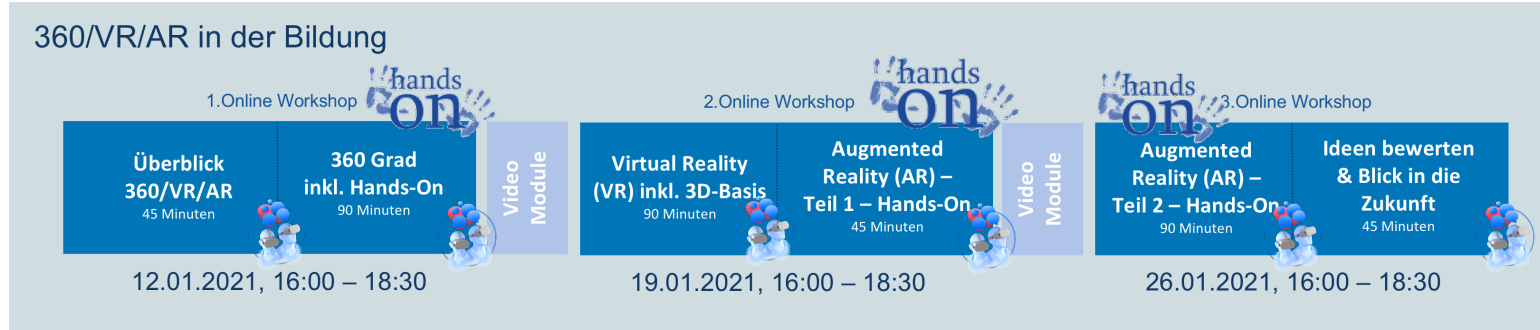 360/VR/AR in der Bildung
hands
on
1.Online Workshop
Überblick
360/VR/AR
45 Minuten
360 Grad
inkl. Hands-On
90 Minuten
Video
Module
12.01.2021, 16:00 – 18:30
hands
on
2.Online Workshop
Virtual Reality
(VR) inkl. 3D-Basis
90 Minuten
Augmented
Reality (AR) –
Teil 1 – Hands-On
45 Minuten
Video
Module
19.01.2021, 16:00 – 18:30
hands
on
3.Online Workshop
Augmented
Reality (AR) –
Teil 2 – Hands-On
90 Minuten
Ideen bewerten
& Blick in die
Zukunft
45 Minuten
26.01.2021, 16:00 – 18:30